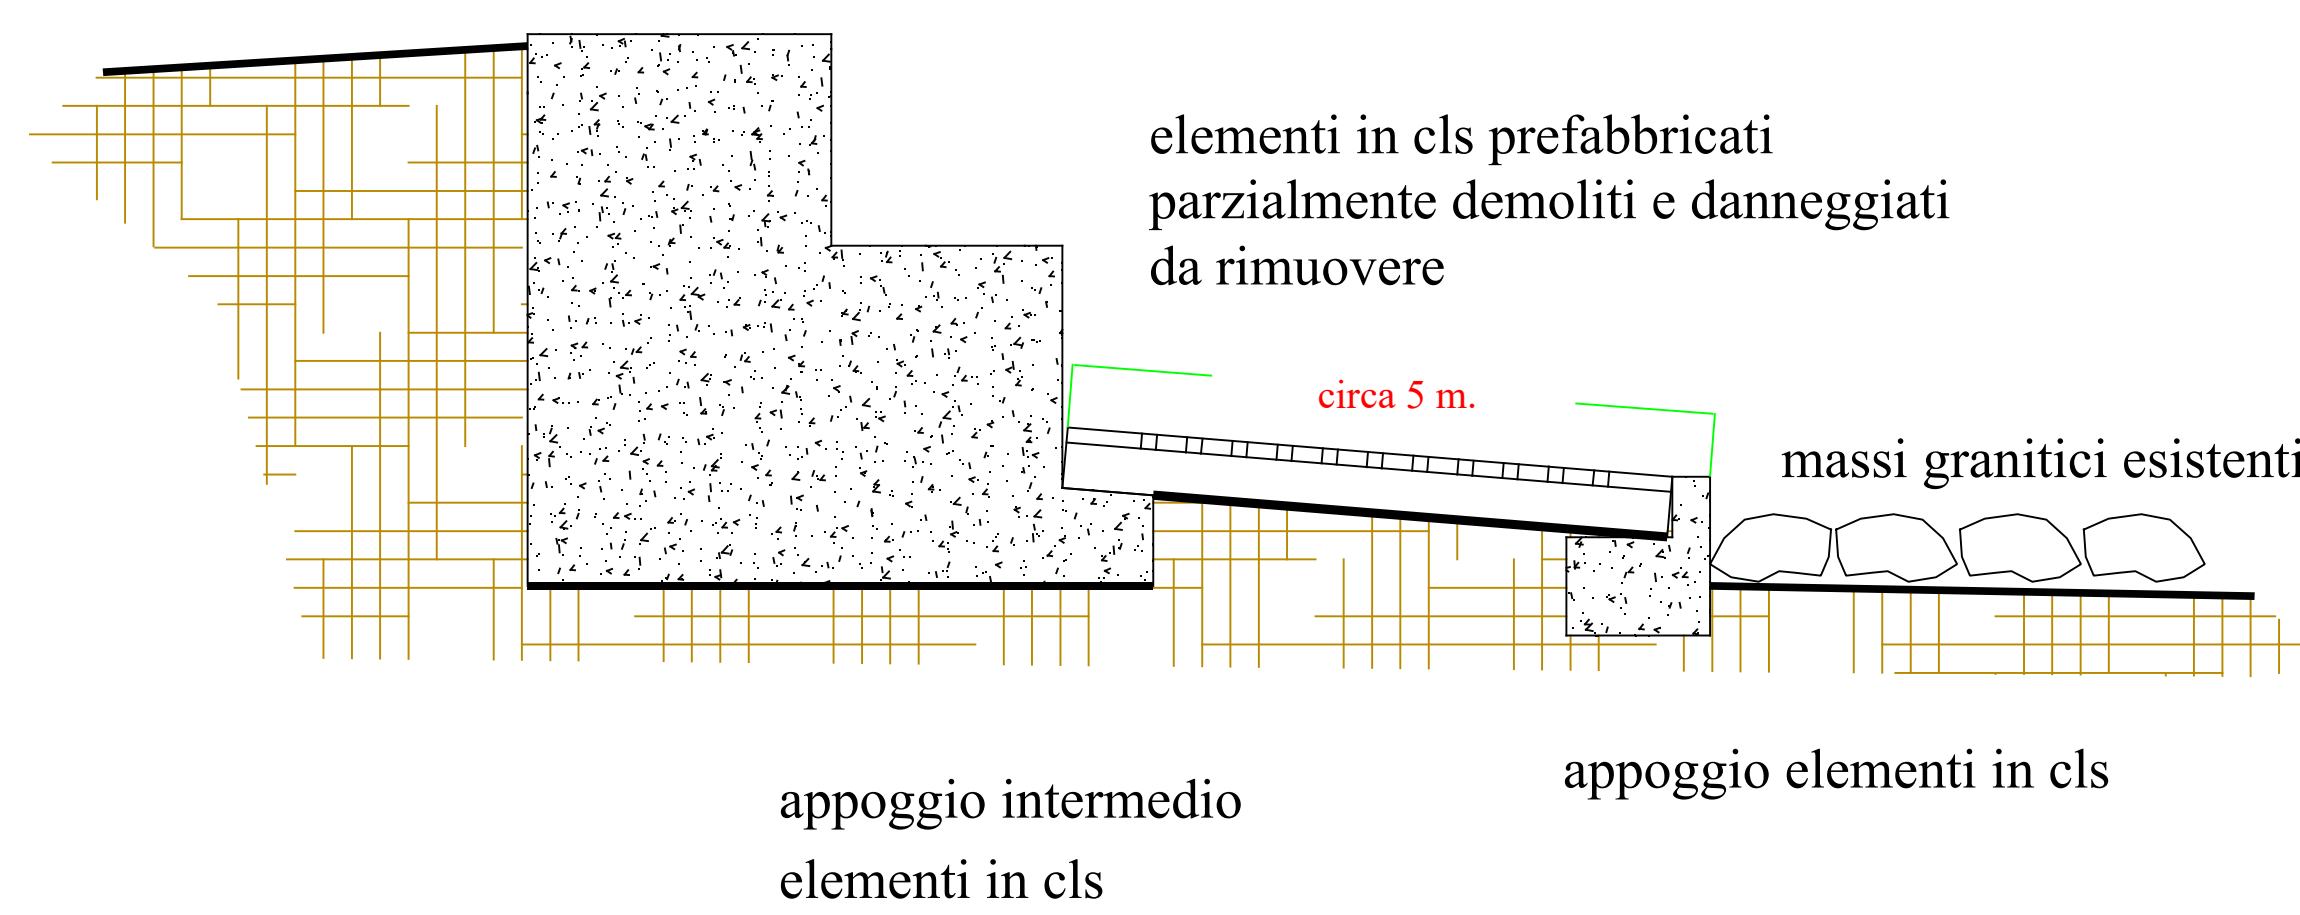 elementi in cls prefabbricati
parzialmente demoliti e danneggiati
da rimuovere
circa 5 m.
massi granitici esistenti
appoggio elementi in cls
appoggio intermedio
elementi in cls